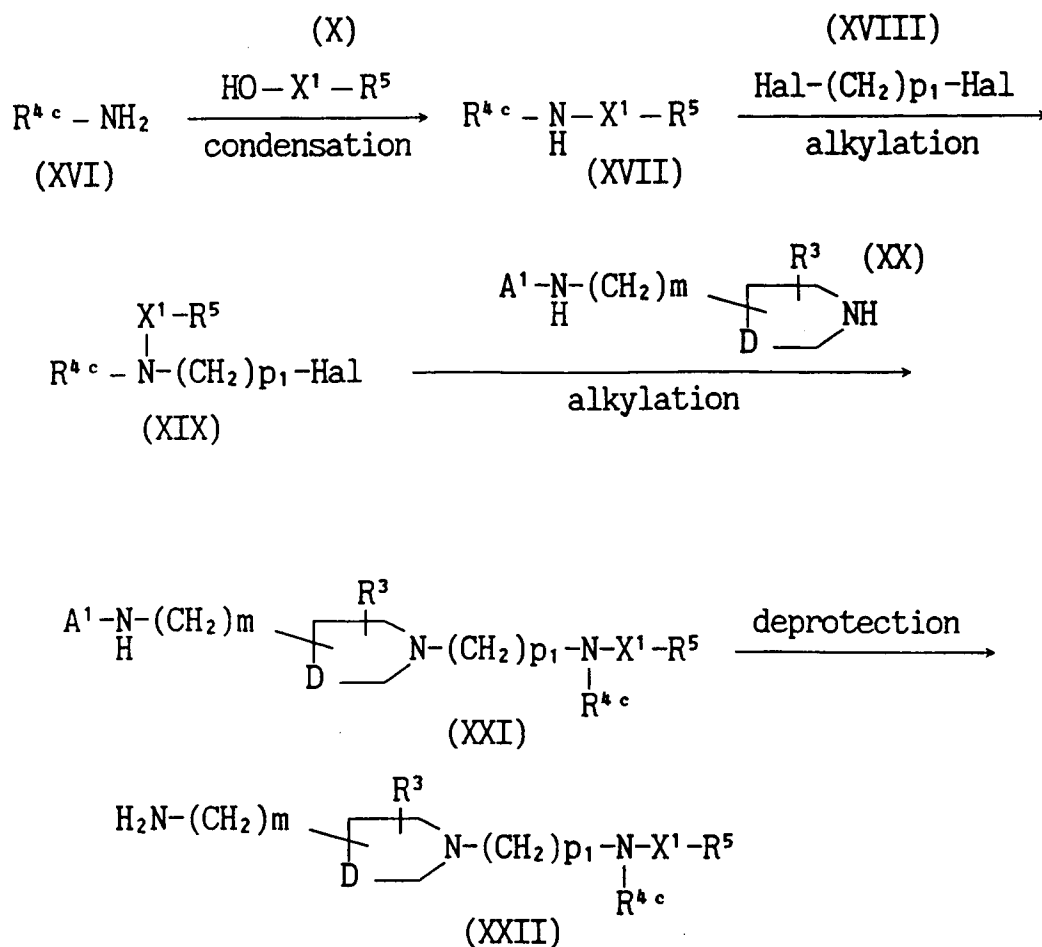 (X) (XVIII)
HO–X¹–R⁵ Hal–(CH₂)p₁–Hal
R⁴ᶜ–NH₂ condensation R⁴ᶜ–N–X¹–R⁵ alkylation
H
(XVI) (XVII)
R³ (XX)
A¹–N–(CH₂)m
H
NH
D
X¹–R⁵
R⁴ᶜ–N–(CH₂)p₁–Hal
alkylation
(XIX)
R³
A¹–N–(CH₂)m
H
N–(CH₂)p₁–N–X¹–R⁵ deprotection
D
R⁴ᶜ
(XXI)
R³
H₂N–(CH₂)m
N–(CH₂)p₁–N–X¹–R⁵
D
R⁴ᶜ
(XXII)